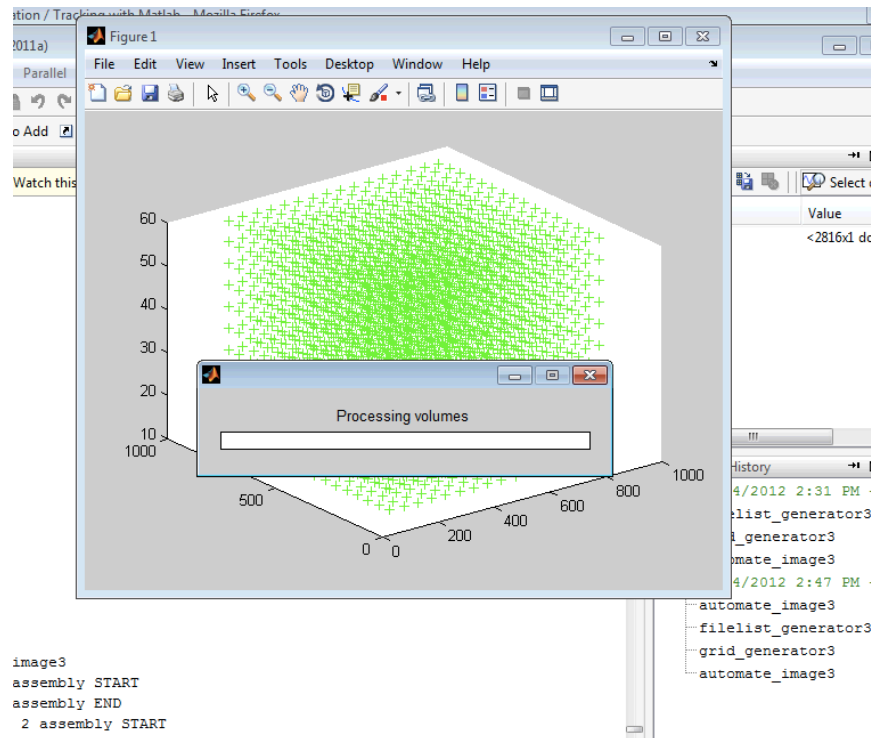 ation / Tracking with Matlab - Mozilla Firefox
2011a)
Figure 1
Parallel
File Edit View Insert Tools Desktop Window Help
o Add
Watch this
Select
Value
<2816x1 do
60
50
40
30
20
10
1000
500
0
0
200
400
600
800
1000
Processing volumes
History
4/2012 2:31 PM
elist_generator3
d_generator3
omate_image3
4/2012 2:47 PM
automate_image3
filelist_generator3
grid_generator3
automate_image3
image3
assembly START
assembly END
2 assembly START